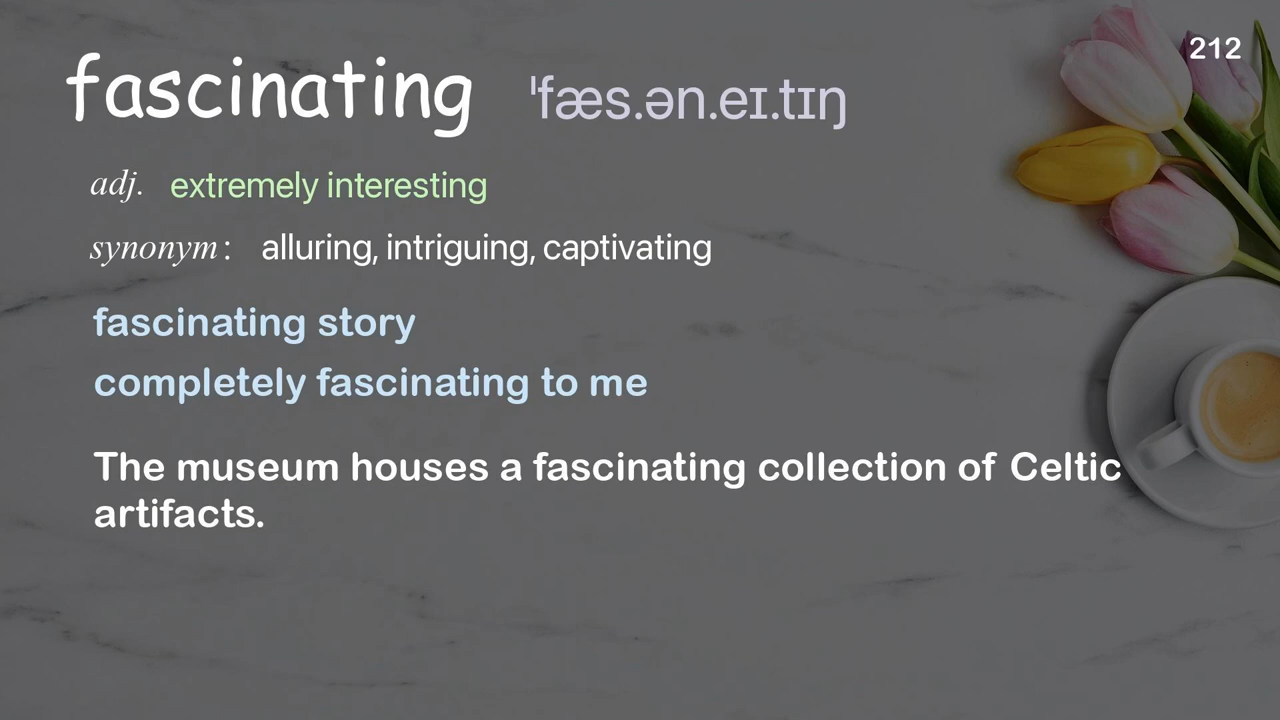 212
fascinating ˈfæs.ən.eɪ.tɪŋ
adj. extremely interesting
synonym: alluring, intriguing, captivating
fascinating story
completely fascinating to me
The museum houses a fascinating collection of Celtic
artifacts.